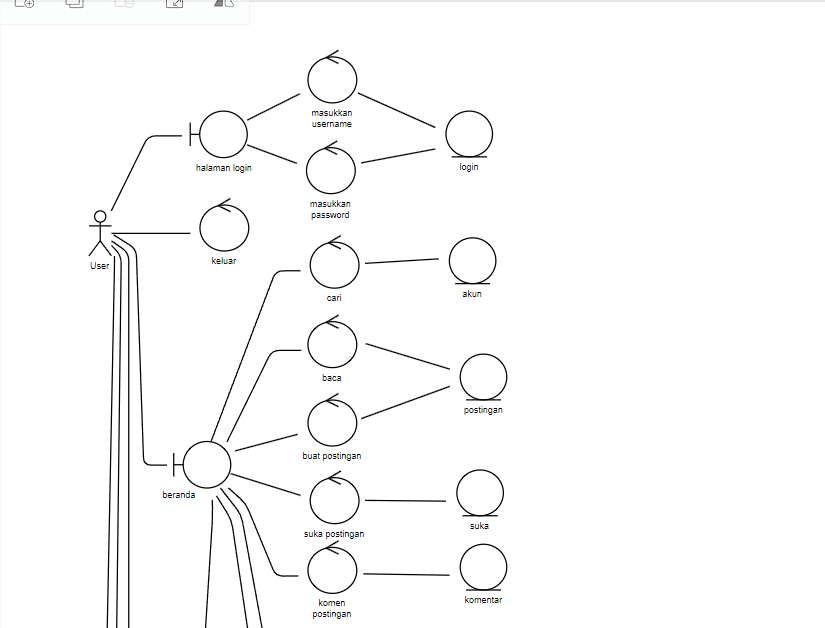 masukkan
username
halaman login
login
masukkan
password
User
keluar
cari
akun
baca
postingan
buat postingan
beranda
suka postingan
suka
komen
postingan
komentar